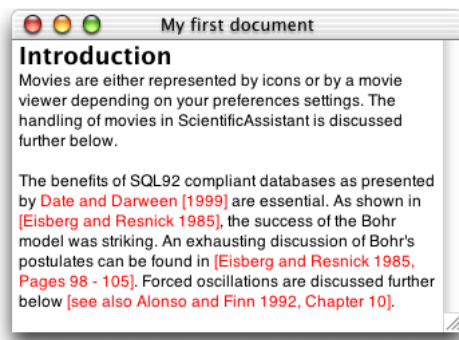 My first document
Introduction
Movies are either represented by icons or by a movie
viewer depending on your preferences settings. The
handling of movies in ScientificAssistant is discussed
further below.
The benefits of SQL92 compliant databases as presented
by Date and Darween [1999] are essential. As shown in
[Eisberg and Resnick 1985], the success of the Bohr
model was striking. An exhausting discussion of Bohr's
postulates can be found in [Eisberg and Resnick 1985,
Pages 98 - 105]. Forced oscillations are discussed further
below [see also Alonso and Finn 1992, Chapter 10].